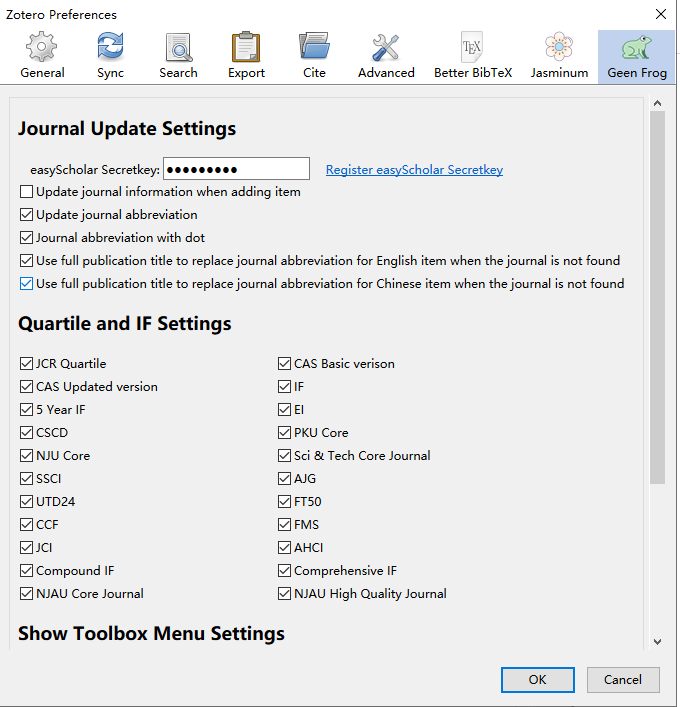 Zotero Preferences
General Sync Search Export Cite Advanced Better BibTeX Jasminum Geen Frog
TEX
Journal Update Settings
easyScholar Secretkey: ●●●●●●●●● Register easyScholar Secretkey
Update journal information when adding item
Update journal abbreviation
Journal abbreviation with dot
Use full publication title to replace journal abbreviation for English item when the journal is not found
Use full publication title to replace journal abbreviation for Chinese item when the journal is not found
Quartile and IF Settings
JCR Quartile CAS Basic verison
CAS Updated version IF
5 Year IF EI
CSCD PKU Core
NJU Core Sci & Tech Core Journal
SSCI AJG
UTD24 FT50
CCF FMS
JCI AHCI
Compound IF Comprehensive IF
NJAU Core Journal NJAU High Quality Journal
Show Toolbox Menu Settings
OK Cancel